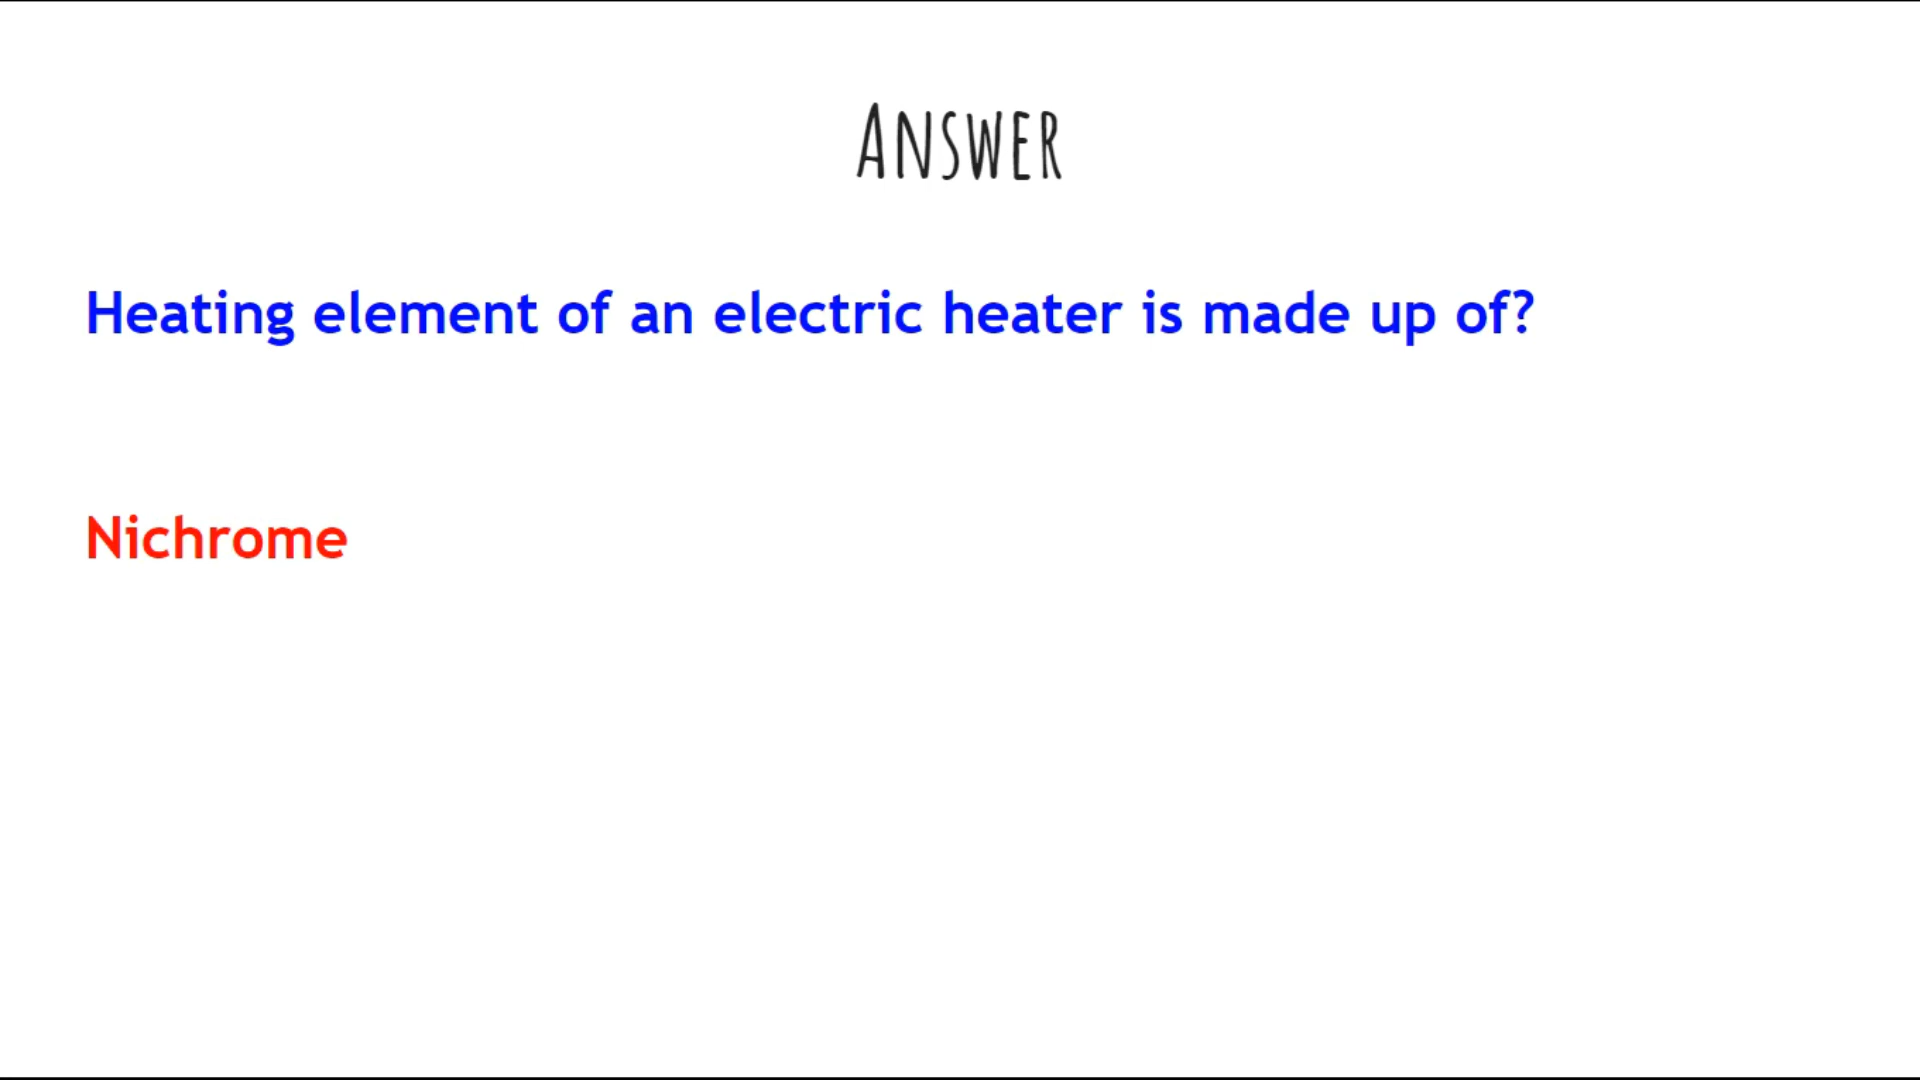 Answer
Heating element of an electric heater is made up of?
Nichrome